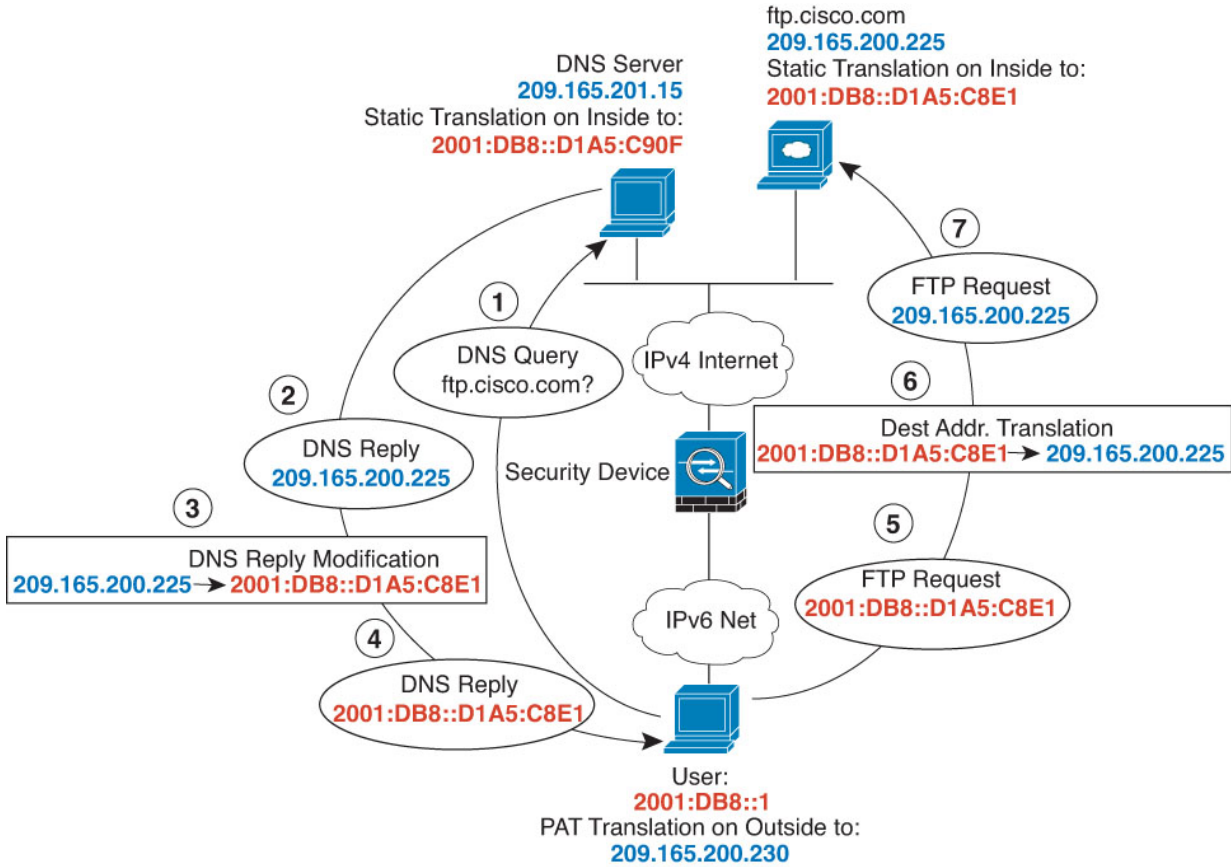 ftp.cisco.com
209.165.200.225
Static Translation on Inside to:
2001:DB8::D1A5:C8E1
DNS Server
209.165.201.15
Static Translation on Inside to:
2001:DB8::D1A5:C90F
1
DNS Query
ftp.cisco.com?
2
DNS Reply
209.165.200.225
3
DNS Reply Modification
209.165.200.225 → 2001:DB8::D1A5:C8E1
4
DNS Reply
2001:DB8::D1A5:C8E1
IPv4 Internet
Security Device
IPv6 Net
7
FTP Request
209.165.200.225
6
Dest Addr. Translation
2001:DB8::D1A5:C8E1 → 209.165.200.225
5
FTP Request
2001:DB8::D1A5:C8E1
User:
2001:DB8::1
PAT Translation on Outside to:
209.165.200.230